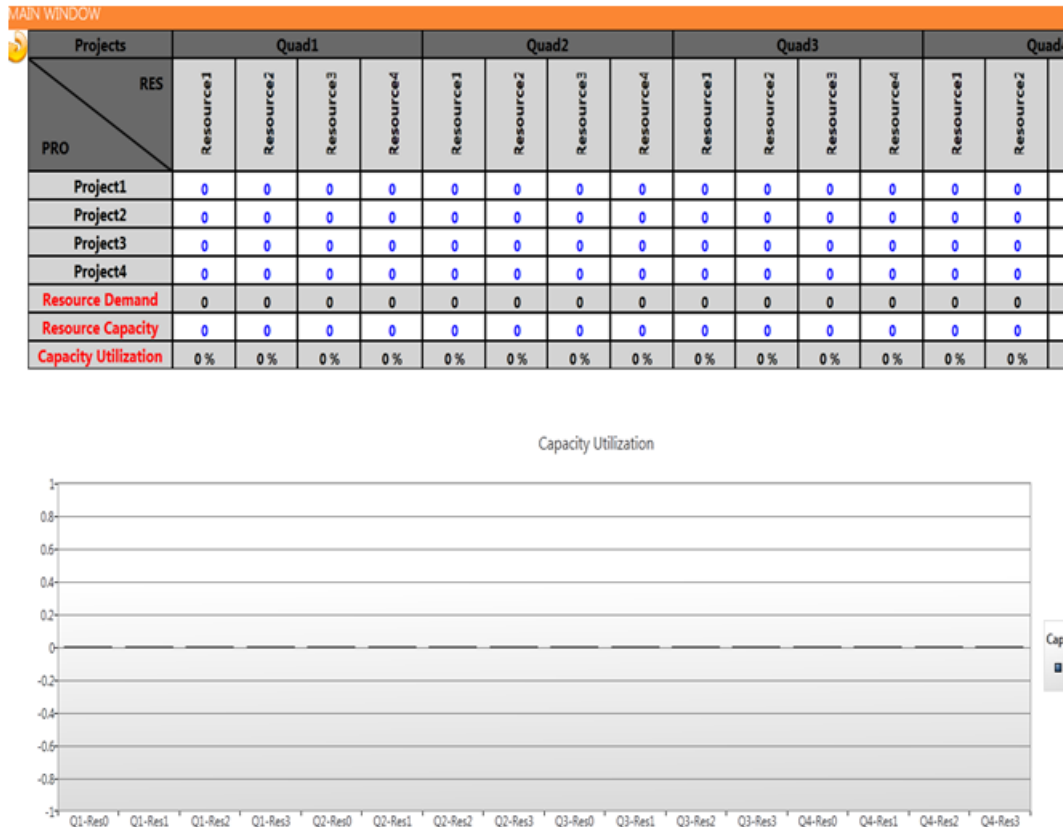 MAIN WINDOW
Projects Quad1 Quad2 Quad3 Quad4
RES
PRO
Resource1 Resource2 Resource3 Resource4 Resource1 Resource2 Resource3 Resource4 Resource1 Resource2 Resource3 Resource4 Resource1 Resource2
Project1 0 0 0 0 0 0 0 0 0 0 0 0 0 0
Project2 0 0 0 0 0 0 0 0 0 0 0 0 0 0
Project3 0 0 0 0 0 0 0 0 0 0 0 0 0 0
Project4 0 0 0 0 0 0 0 0 0 0 0 0 0 0
Resource Demand 0 0 0 0 0 0 0 0 0 0 0 0 0 0
Resource Capacity 0 0 0 0 0 0 0 0 0 0 0 0 0 0
Capacity Utilization 0 % 0 % 0 % 0 % 0 % 0 % 0 % 0 % 0 % 0 % 0 % 0 % 0 % 0 %
Capacity Utilization
1
0.8
0.6
0.4
0.2
0
Cap
-0.2
-0.4
-0.6
-0.8
-1
Q1-Res0 Q1-Res1 Q1-Res2 Q1-Res3 Q2-Res0 Q2-Res1 Q2-Res2 Q2-Res3 Q3-Res0 Q3-Res1 Q3-Res2 Q3-Res3 Q4-Res0 Q4-Res1 Q4-Res2 Q4-Res3